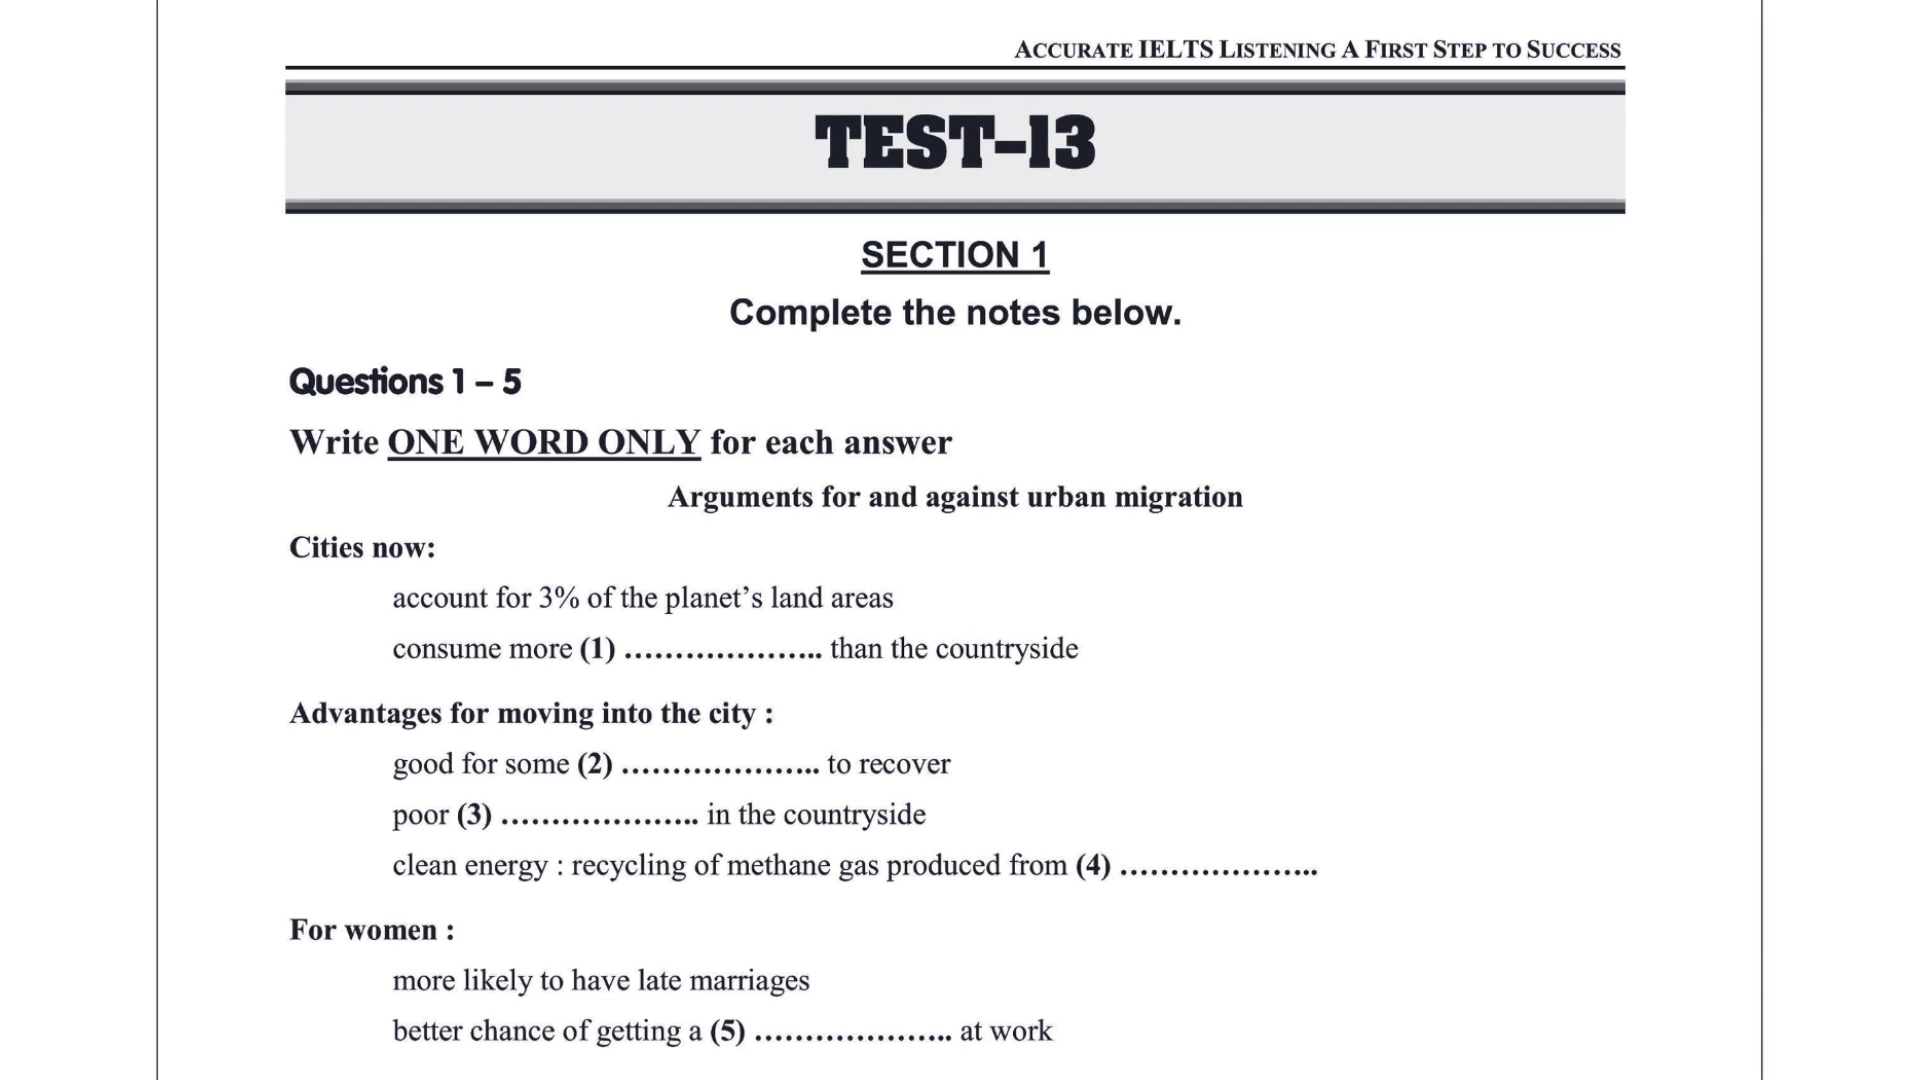 ACCURATE IELTS LISTENING A FIRST STEP TO SUCCESS
TEST–13
SECTION 1
Complete the notes below.
Questions 1 – 5
Write ONE WORD ONLY for each answer
Arguments for and against urban migration
Cities now:
account for 3% of the planet’s land areas
consume more (1) ………………….. than the countryside
Advantages for moving into the city :
good for some (2) ………………….. to recover
poor (3) ………………….. in the countryside
clean energy : recycling of methane gas produced from (4) …………………..
For women :
more likely to have late marriages
better chance of getting a (5) ………………….. at work